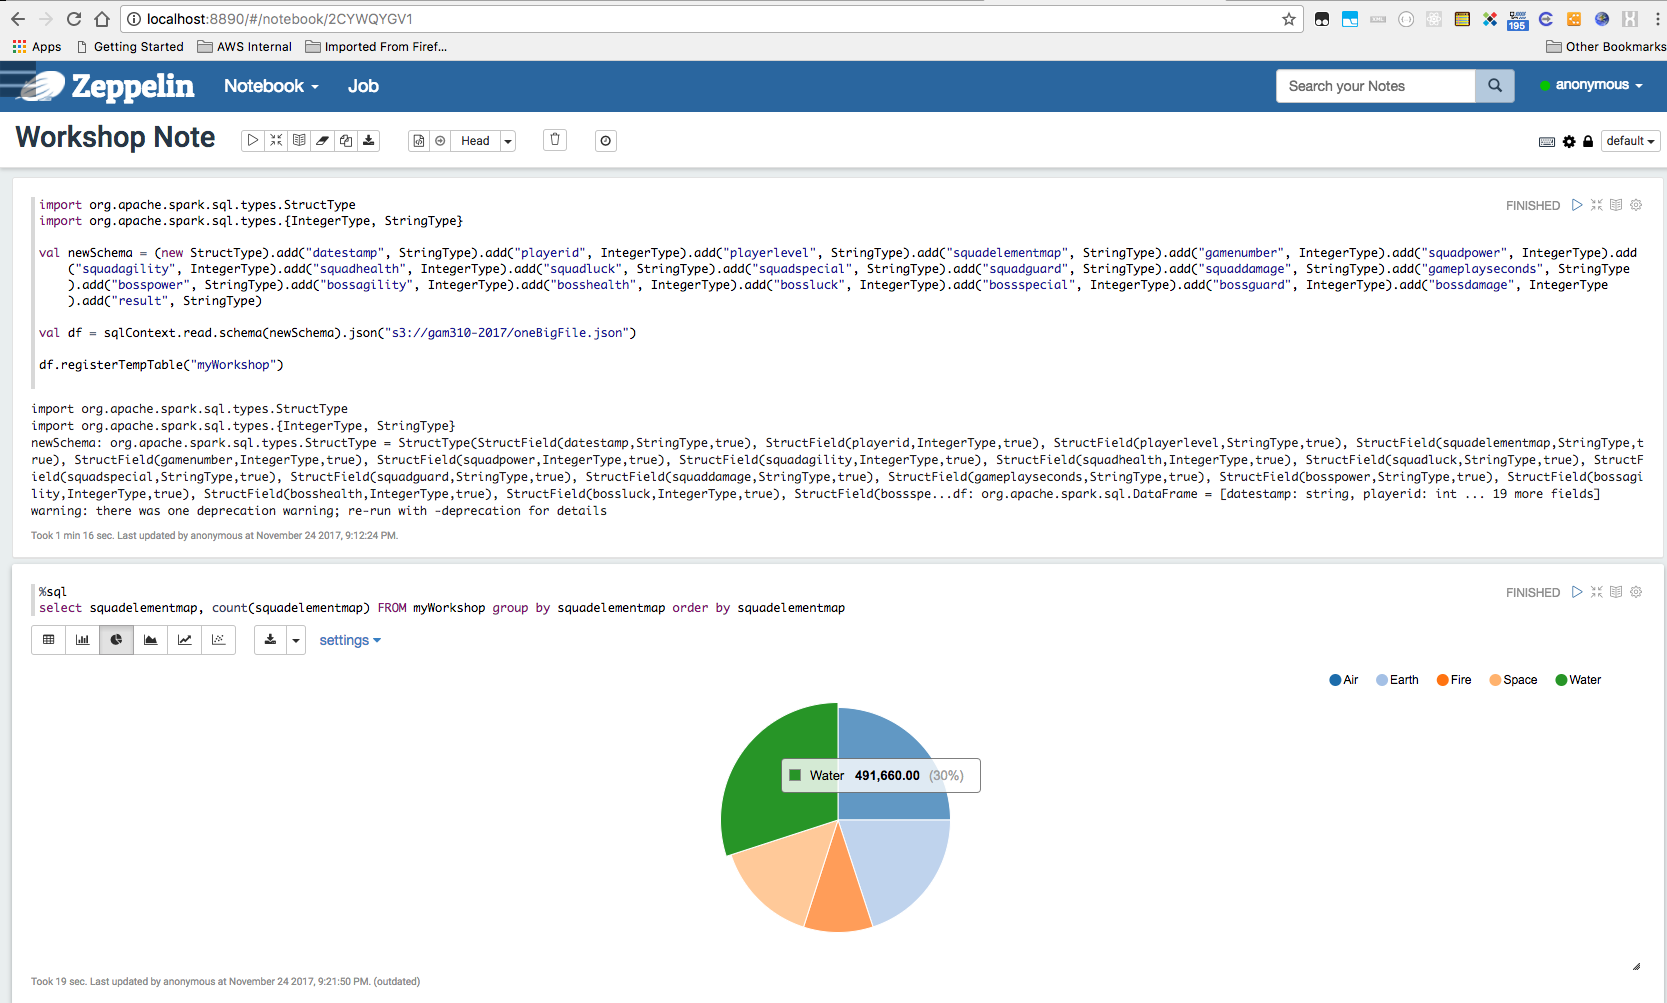 localhost:8890/#/notebook/2CYWQYGV1
195
Apps Getting Started AWS Internal Imported From Firef... Other Bookmarks
Zeppelin Notebook Job Search your Notes anonymous
Workshop Note Head default
FINISHED
import org.apache.spark.sql.types.StructType
import org.apache.spark.sql.types.{IntegerType, StringType}
val newSchema = (new StructType).add("datestamp", StringType).add("playerid", IntegerType).add("playerlevel", StringType).add("squadelementmap", StringType).add("gamenumber", IntegerType).add("squadpower", IntegerType).add
("squadagility", IntegerType).add("squadhealth", IntegerType).add("squadluck", StringType).add("squadspecial", StringType).add("squadguard", StringType).add("squaddamage", StringType).add("gameplayseconds", StringType
).add("bosspower", StringType).add("bossagility", IntegerType).add("bosshealth", IntegerType).add("bossluck", IntegerType).add("bossspecial", IntegerType).add("bossguard", IntegerType).add("bossdamage", IntegerType
).add("result", StringType)
val df = sqlContext.read.schema(newSchema).json("s3://gam310-2017/oneBigFile.json")
df.registerTempTable("myWorkshop")
import org.apache.spark.sql.types.StructType
import org.apache.spark.sql.types.{IntegerType, StringType}
newSchema: org.apache.spark.sql.types.StructType = StructType(StructField(datestamp,StringType,true), StructField(playerid,IntegerType,true), StructField(playerlevel,StringType,true), StructField(squadelementmap,StringType,t
rue), StructField(gamenumber,IntegerType,true), StructField(squadpower,IntegerType,true), StructField(squadagility,IntegerType,true), StructField(squadhealth,IntegerType,true), StructField(squadluck,StringType,true), StructF
ield(squadspecial,StringType,true), StructField(squadguard,StringType,true), StructField(squaddamage,StringType,true), StructField(gameplayseconds,StringType,true), StructField(bosspower,StringType,true), StructField(bossagi
lity,IntegerType,true), StructField(bosshealth,IntegerType,true), StructField(bossluck,IntegerType,true), StructField(bossspe...df: org.apache.spark.sql.DataFrame = [datestamp: string, playerid: int ... 19 more fields]
warning: there was one deprecation warning; re-run with -deprecation for details
Took 1 min 16 sec. Last updated by anonymous at November 24 2017, 9:12:24 PM.
%sql
FINISHED
select squadelementmap, count(squadelementmap) FROM myWorkshop group by squadelementmap order by squadelementmap
settings
Air Earth Fire Space Water
Water 491,660.00 (30%)
Took 19 sec. Last updated by anonymous at November 24 2017, 9:21:50 PM. (outdated)